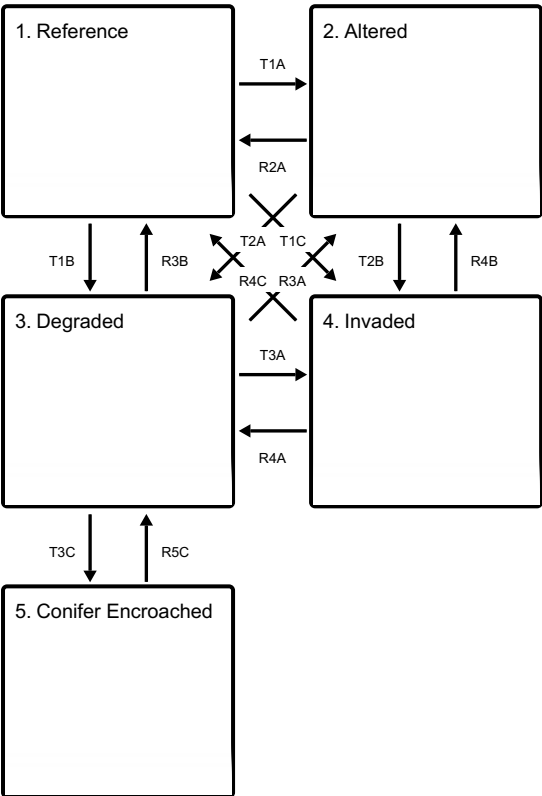 1. Reference
2. Altered
T1A
R2A
T1B
R3B
T2A
T1C
R4C
R3A
T2B
R4B
3. Degraded
4. Invaded
T3A
R4A
T3C
R5C
5. Conifer Encroached